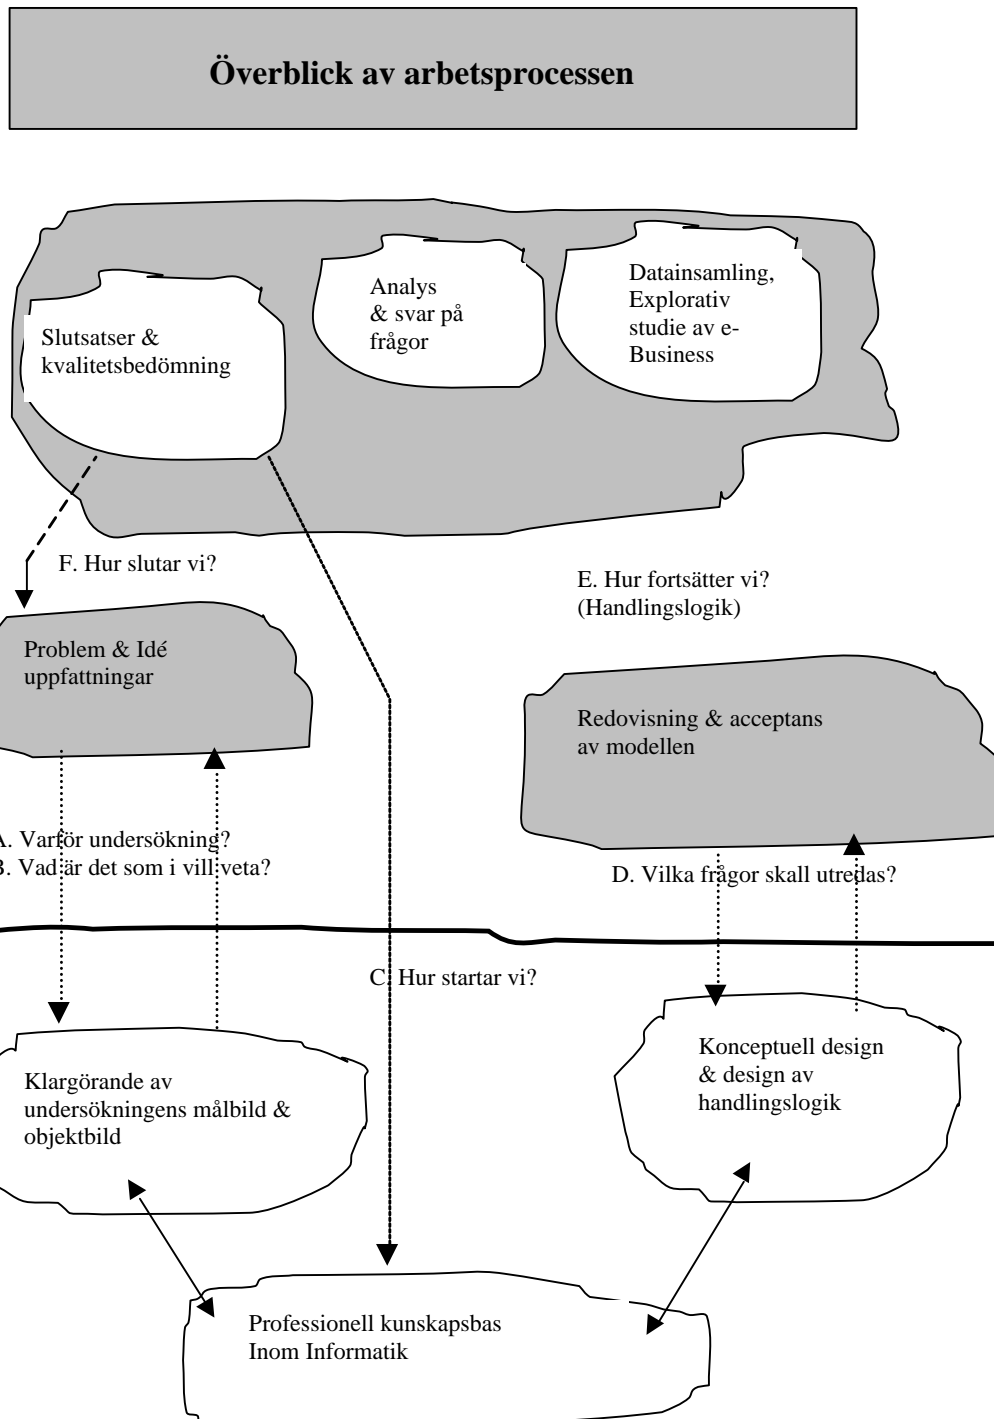 Överblick av arbetsprocessen
Slutsatser &
kvalitetsbedömning
Analys
& svar på
frågor
Datainsamling,
Explorativ
studie av e-
Business
F. Hur slutar vi?
E. Hur fortsätter vi?
(Handlingslogik)
Problem & Idé
uppfattningar
Redovisning & acceptans
av modellen
A. Varför undersökning?
B. Vad är det som i vill veta?
D. Vilka frågor skall utredas?
C. Hur startar vi?
Klargörande av
undersökningens målbild &
objektbild
Konceptuell design
& design av
handlingslogik
Professionell kunskapsbas
Inom Informatik